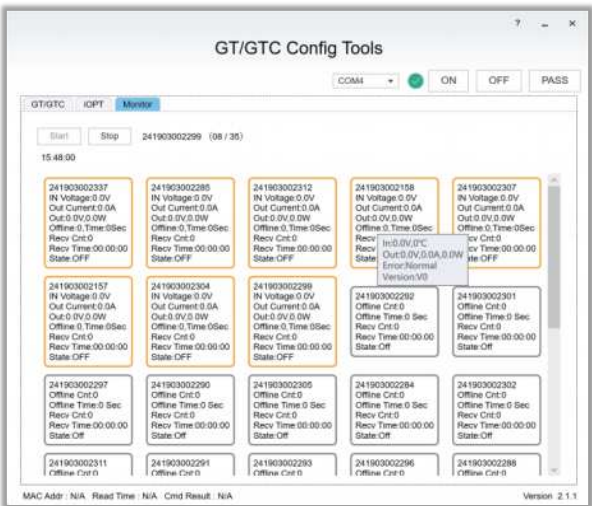 ? – ×
GT/GTC Config Tools
COM4 ON OFF PASS
GT/GTC iOPT Monitor
Start Stop 241903002299 (08 / 35)
15:48:00
241903002337
IN Voltage:0.0V
Out Current:0.0A
Out:0.0V,0.0W
Offline:0,Time:0Sec
Recv Cnt:0
Recv Time:00:00:00
State:OFF
241903002285
IN Voltage:0.0V
Out Current:0.0A
Out:0.0V,0.0W
Offline:0,Time:0Sec
Recv Cnt:0
Recv Time:00:00:00
State:OFF
241903002312
IN Voltage:0.0V
Out Current:0.0A
Out:0.0V,0.0W
Offline:0,Time:0Sec
Recv Cnt:0
Recv Time:00:00:00
State:OFF
241903002158
IN Voltage:0.0V
Out Current:0.0A
Out:0.0V,0.0W
Offline:0,Time:0Sec
Recv
Recv
State
In:0.0V,0°C
Out:0.0V,0.0A,0.0W
Error:Normal
Version:V0
241903002307
IN Voltage:0.0V
Out Current:0.0A
Out:0.0V,0.0W
Offline:0,Time:0Sec
Recv Cnt:0
Recv Time:00:00:00
State:OFF
241903002157
IN Voltage:0.0V
Out Current:0.0A
Out:0.0V,0.0W
Offline:0,Time:0Sec
Recv Cnt:0
Recv Time:00:00:00
State:OFF
241903002304
IN Voltage:0.0V
Out Current:0.0A
Out:0.0V,0.0W
Offline:0,Time:0Sec
Recv Cnt:0
Recv Time:00:00:00
State:OFF
241903002299
IN Voltage:0.0V
Out Current:0.0A
Out:0.0V,0.0W
Offline:0,Time:0Sec
Recv Cnt:0
Recv Time:00:00:00
State:OFF
241903002292
Offline Cnt:0
Offline Time:0 Sec
Recv Cnt:0
Recv Time:00:00:00
State:Off
241903002301
Offline Cnt:0
Offline Time:0 Sec
Recv Cnt:0
Recv Time:00:00:00
State:Off
241903002297
Offline Cnt:0
Offline Time:0 Sec
Recv Cnt:0
Recv Time:00:00:00
State:Off
241903002290
Offline Cnt:0
Offline Time:0 Sec
Recv Cnt:0
Recv Time:00:00:00
State:Off
241903002305
Offline Cnt:0
Offline Time:0 Sec
Recv Cnt:0
Recv Time:00:00:00
State:Off
241903002284
Offline Cnt:0
Offline Time:0 Sec
Recv Cnt:0
Recv Time:00:00:00
State:Off
241903002302
Offline Cnt:0
Offline Time:0 Sec
Recv Cnt:0
Recv Time:00:00:00
State:Off
241903002311
Offline Cnt:0
241903002291
Offline Cnt:0
241903002293
Offline Cnt:0
241903002296
Offline Cnt:0
241903002288
Offline Cnt:0
MAC Addr : N/A Read Time : N/A Cmd Result : N/A Version 2.1.1